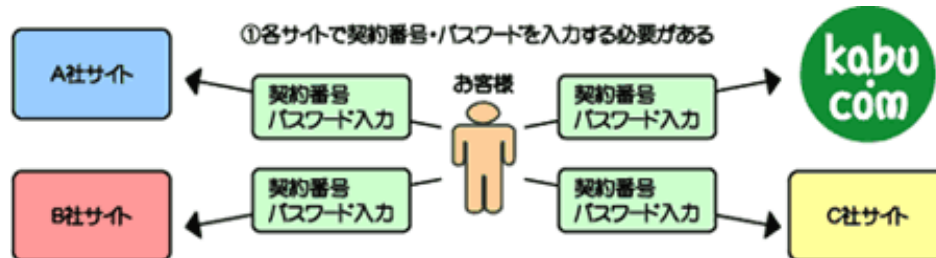 ①各サイトで契約番号・パスワードを入力する必要がある
A社サイト
契約番号
パスワード入力
お客様
契約番号
パスワード入力
kabu.
com
B社サイト
契約番号
パスワード入力
契約番号
パスワード入力
C社サイト